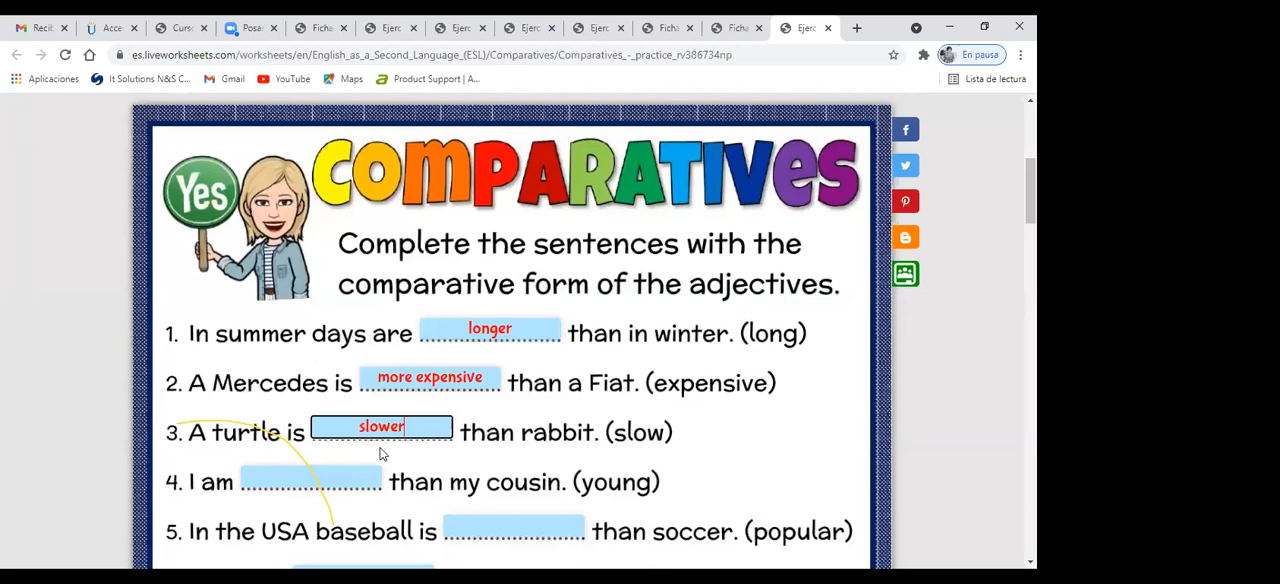 Recib
Acce
Curso
Posas
Ficha
Ejerc
Ejerc
Ejerc
Ejerc
Ficha
Ficha
Ejerc
es.liveworksheets.com/worksheets/en/English_as_a_Second_Language_(ESL)/Comparatives/Comparatives_-_practice_rv386734np
En pausa
Aplicaciones
It Solutions N&S C...
Gmail
YouTube
Maps
Product Support | A...
Lista de lectura
Yes
COMPARATIVES
Complete the sentences with the
comparative form of the adjectives.
1. In summer days are longer than in winter. (long)
2. A Mercedes is more expensive than a Fiat. (expensive)
3. A turtle is slower than rabbit. (slow)
4. I am ........................ than my cousin. (young)
5. In the USA baseball is ........................ than soccer. (popular)